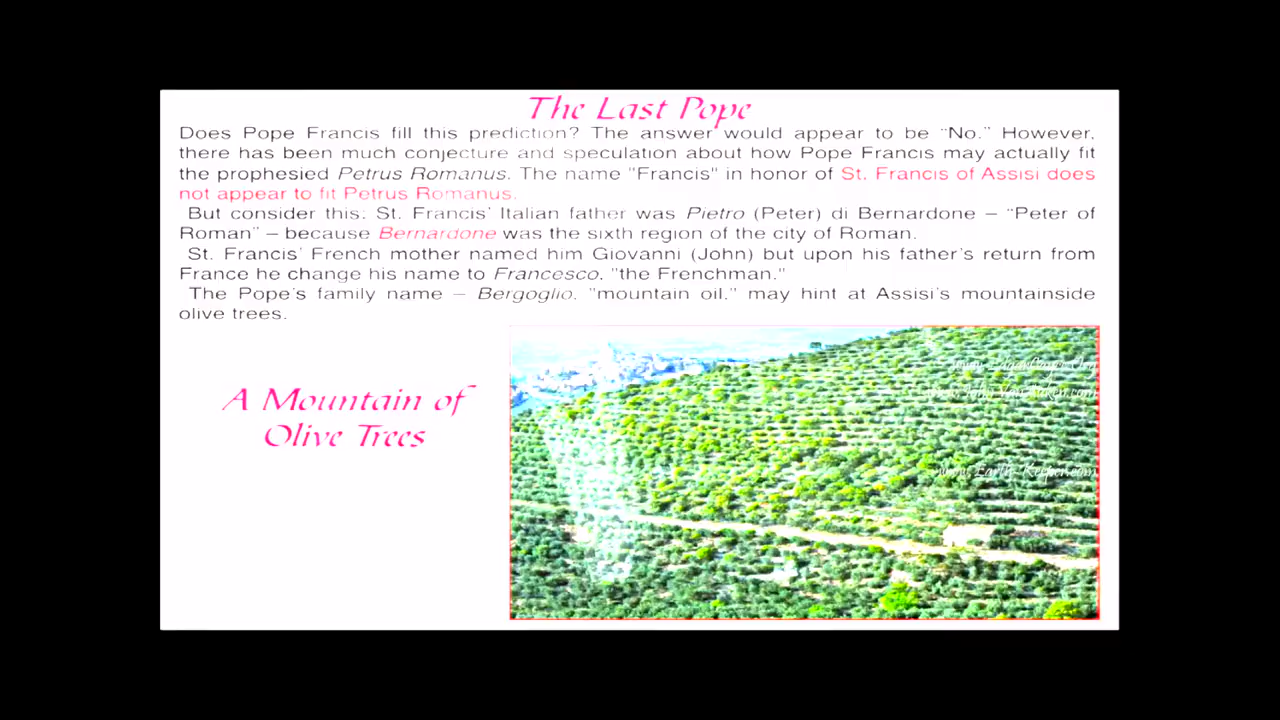 The Last Pope
Does Pope Francis fill this prediction? The answer would appear to be "No." However,
there has been much conjecture and speculation about how Pope Francis may actually fit
the prophesied Petrus Romanus. The name "Francis" in honor of St. Francis of Assisi does
not appear to fit Petrus Romanus.
But consider this: St. Francis' Italian father was Pietro (Peter) di Bernardone – "Peter of
Roman" – because Bernardone was the sixth region of the city of Roman.
St. Francis' French mother named him Giovanni (John) but upon his father's return from
France he change his name to Francesco, "the Frenchman."
The Pope's family name – Bergoglio, "mountain oil," may hint at Assisi's mountainside
olive trees.
A Mountain of
Olive Trees
www.Earth-Keeper.com